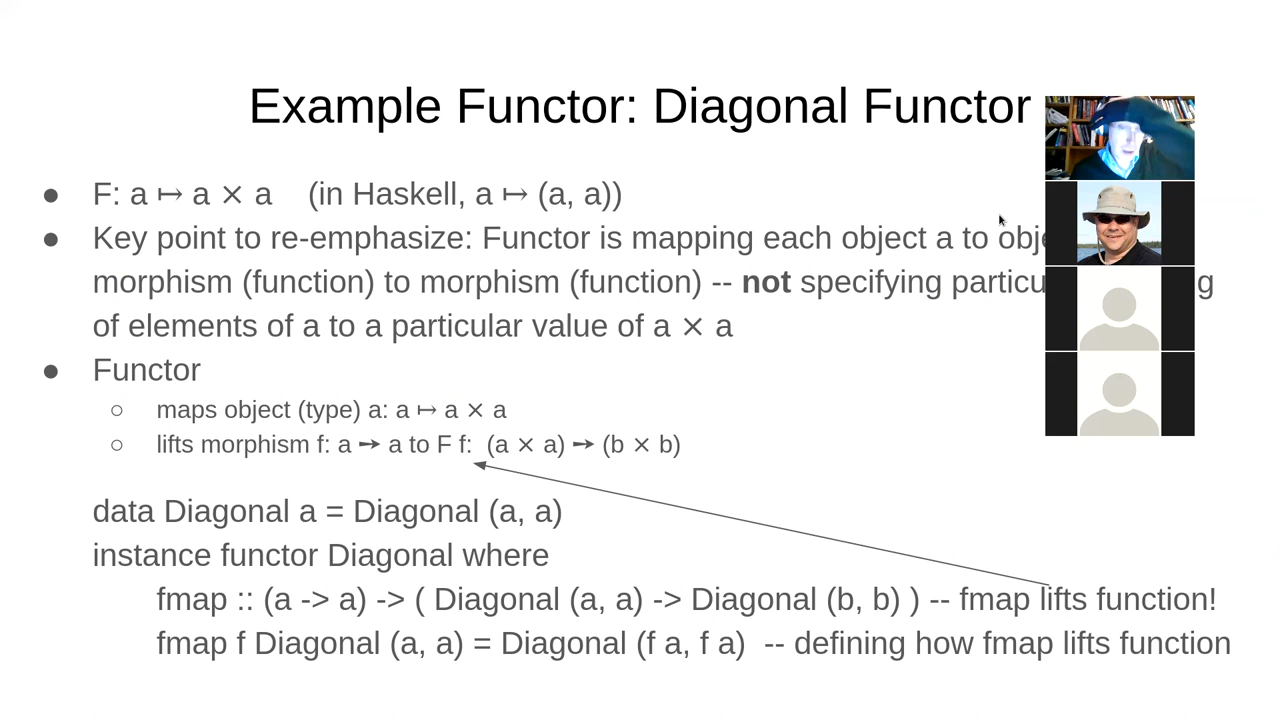 Example Functor: Diagonal Functor
● F: a ↦ a × a (in Haskell, a ↦ (a, a))
● Key point to re-emphasize: Functor is mapping each object a to
morphism (function) to morphism (function) -- not specifying
of elements of a to a particular value of a × a
● Functor
○ maps object (type) a: a ↦ a × a
○ lifts morphism f: a ➙ a to F f: (a × a) ➙ (b × b)
data Diagonal a = Diagonal (a, a)
instance functor Diagonal where
fmap :: (a -> a) -> ( Diagonal (a, a) -> Diagonal (b, b) ) -- fmap lifts function!
fmap f Diagonal (a, a) = Diagonal (f a, f a) -- defining how fmap lifts function